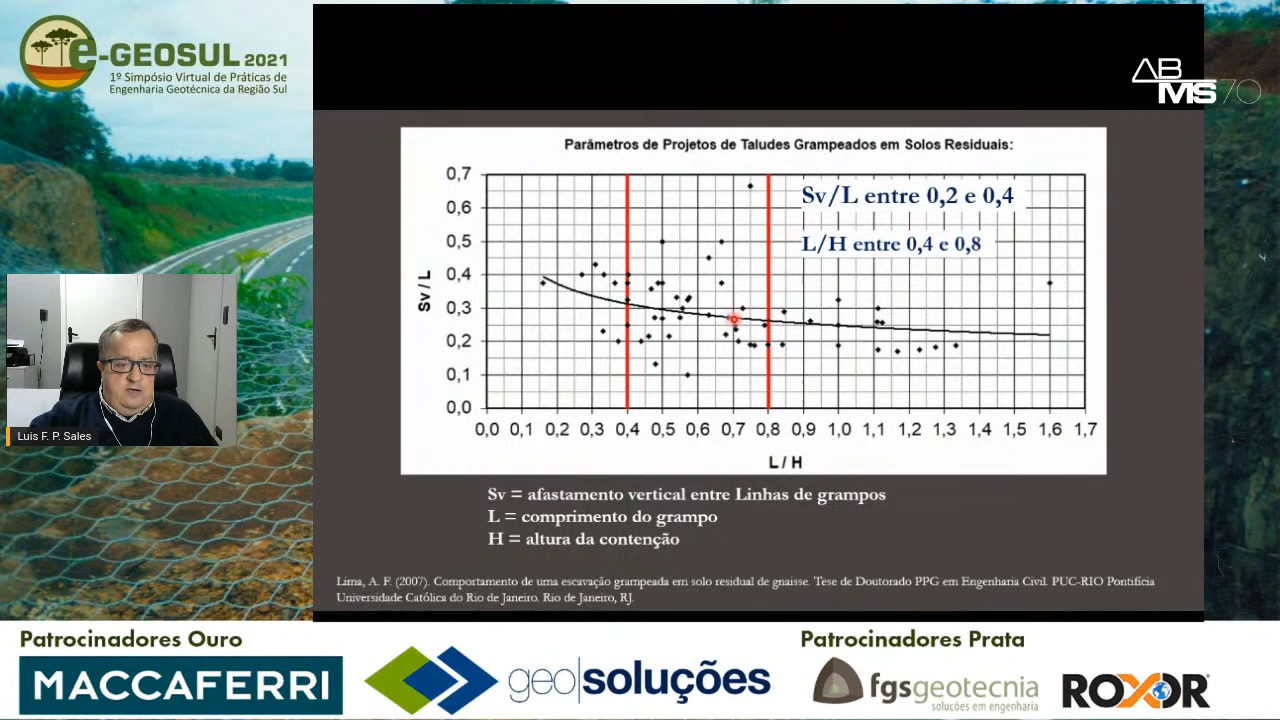 e-GEOSUL 2021
1º Simpósio Virtual de Práticas de
Engenharia Geotécnica da Região Sul
ABMS70
Parâmetros de Projetos de Taludes Grampeados em Solos Residuais:
Sv/L entre 0,2 e 0,4
L/H entre 0,4 e 0,8
Sv / L
0,7
0,6
0,5
0,4
0,3
0,2
0,1
0,0
0,0 0,1 0,2 0,3 0,4 0,5 0,6 0,7 0,8 0,9 1,0 1,1 1,2 1,3 1,4 1,5 1,6 1,7
L / H
Sv = afastamento vertical entre Linhas de grampos
L = comprimento do grampo
H = altura da contenção
Lima, A. F. (2007). Comportamento de uma escavação grampeada em solo residual de gnaisse. Tese de Doutorado PPG em Engenharia Civil. PUC-RIO Pontifícia
Universidade Católica do Rio de Janeiro. Rio de Janeiro, RJ.
Luis F. P. Sales
Patrocinadores Ouro
MACCAFERRI
geo|soluções
Patrocinadores Prata
fgsgeotecnia
soluções em engenharia
ROXOR